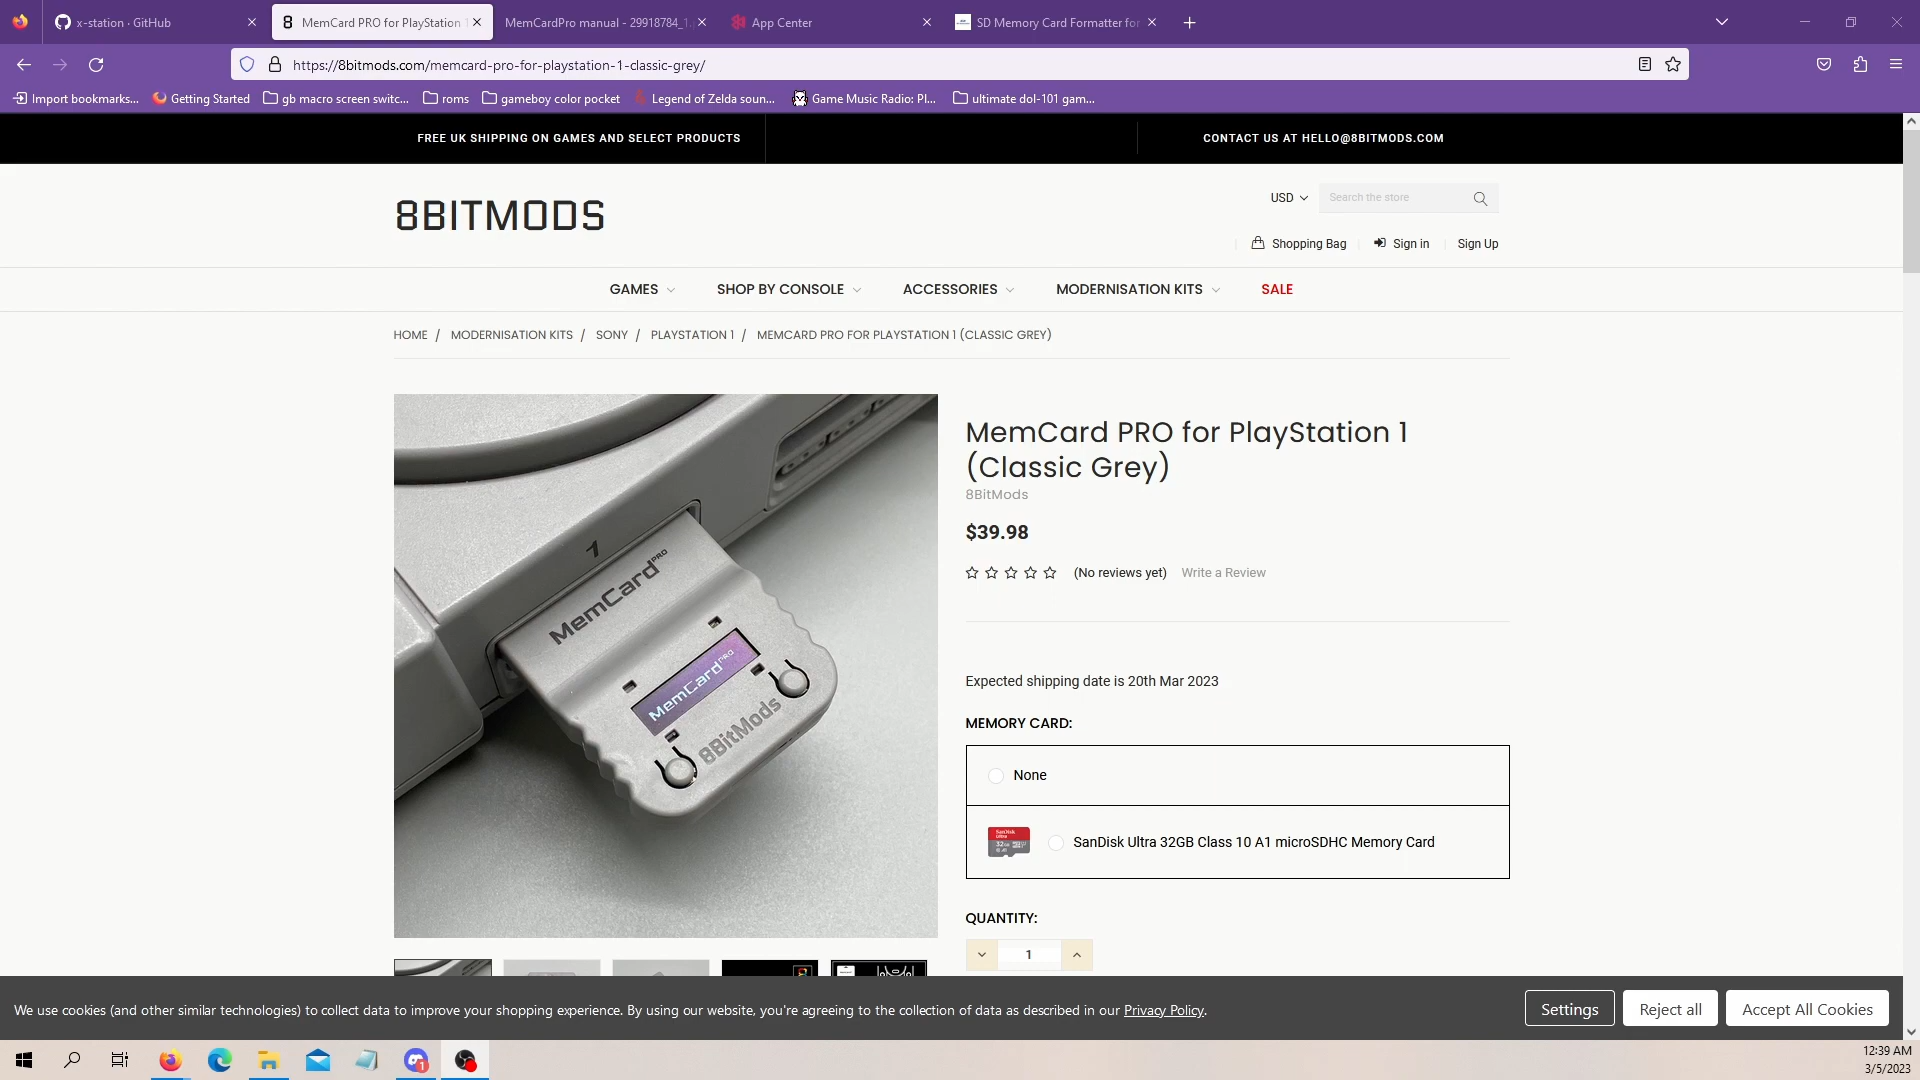 x-station · GitHub
MemCard PRO for PlayStation 1
MemCardPro manual - 29918784_1.p
App Center
SD Memory Card Formatter for
https://8bitmods.com/memcard-pro-for-playstation-1-classic-grey/
Import bookmarks...
Getting Started
gb macro screen switc...
roms
gameboy color pocket
Legend of Zelda soun...
Game Music Radio: Pl...
ultimate dol-101 gam...
FREE UK SHIPPING ON GAMES AND SELECT PRODUCTS
CONTACT US AT HELLO@8BITMODS.COM
8BITMODS
USD
Search the store
Shopping Bag
Sign in
Sign Up
GAMES
SHOP BY CONSOLE
ACCESSORIES
MODERNISATION KITS
SALE
HOME / MODERNISATION KITS / SONY / PLAYSTATION 1 / MEMCARD PRO FOR PLAYSTATION 1 (CLASSIC GREY)
1
MemCard PRO
MemCard PRO
8BitMods
MemCard PRO for PlayStation 1
(Classic Grey)
8BitMods
$39.98
(No reviews yet)
Write a Review
Expected shipping date is 20th Mar 2023
MEMORY CARD:
None
SanDisk Ultra 32GB Class 10 A1 microSDHC Memory Card
QUANTITY:
1
We use cookies (and other similar technologies) to collect data to improve your shopping experience. By using our website, you're agreeing to the collection of data as described in our Privacy Policy.
Settings
Reject all
Accept All Cookies
1
12:39 AM
3/5/2023